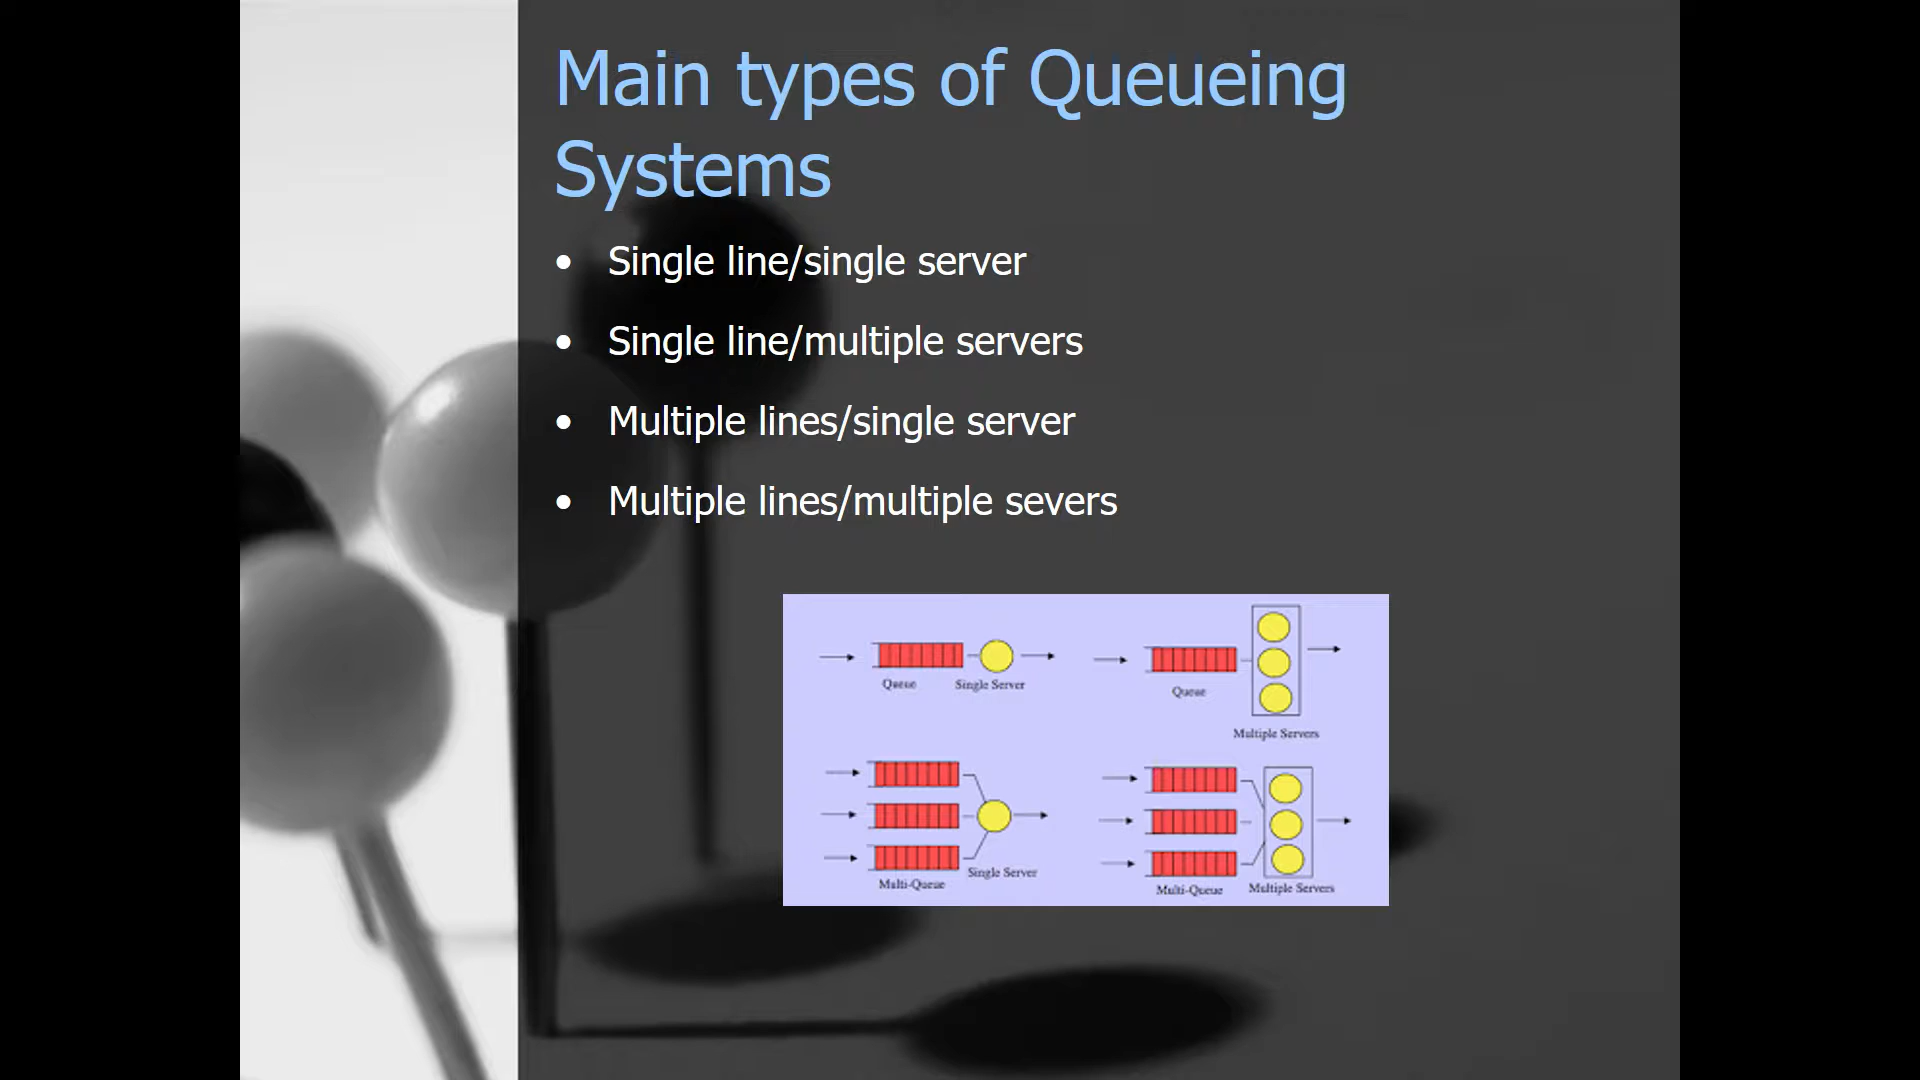 Main types of Queueing
Systems
• Single line/single server
• Single line/multiple servers
• Multiple lines/single server
• Multiple lines/multiple severs
Queue Single Server
Queue
Multiple Servers
Multi-Queue Single Server
Multi-Queue Multiple Servers